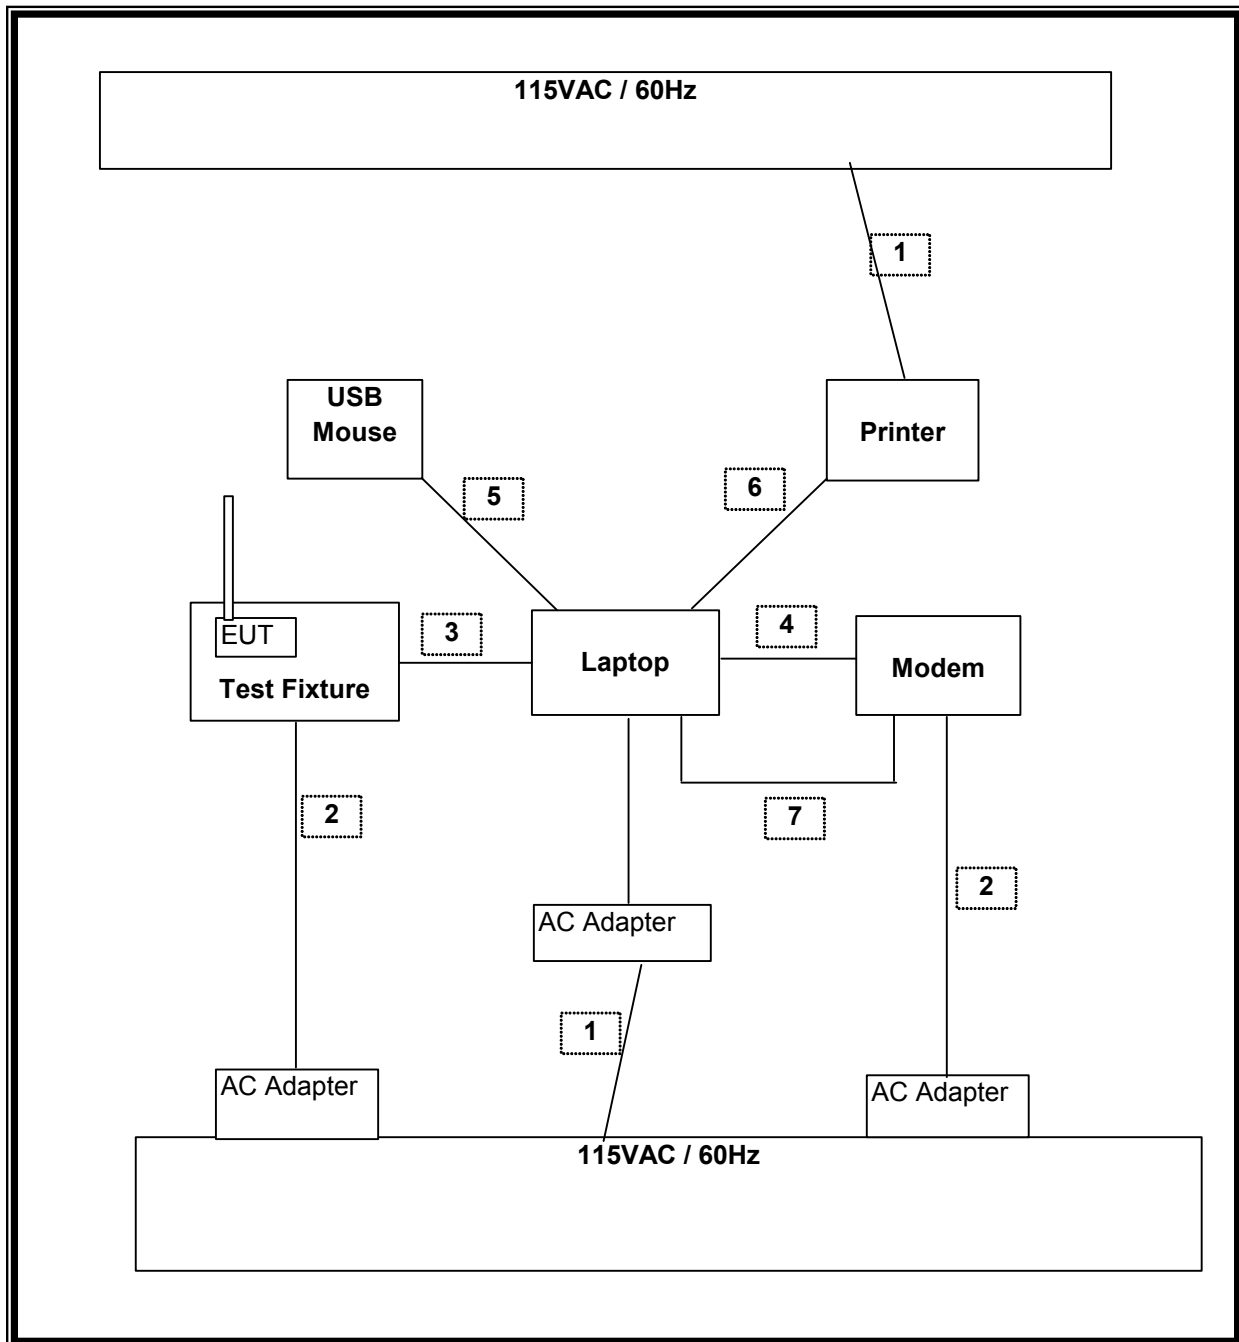 115VAC / 60Hz
1
USB
Mouse
Printer
5
6
EUT
Test Fixture
3
Laptop
4
Modem
2
7
2
AC Adapter
1
AC Adapter
AC Adapter
115VAC / 60Hz